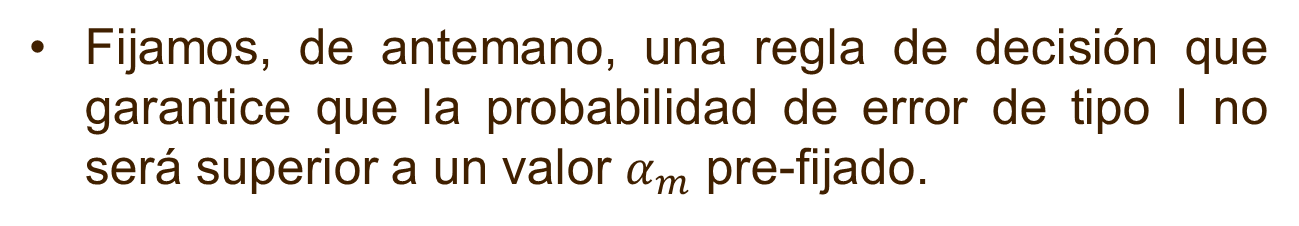 • Fijamos, de antemano, una regla de decisión que
garantice que la probabilidad de error de tipo I no
será superior a un valor αₘ pre-fijado.